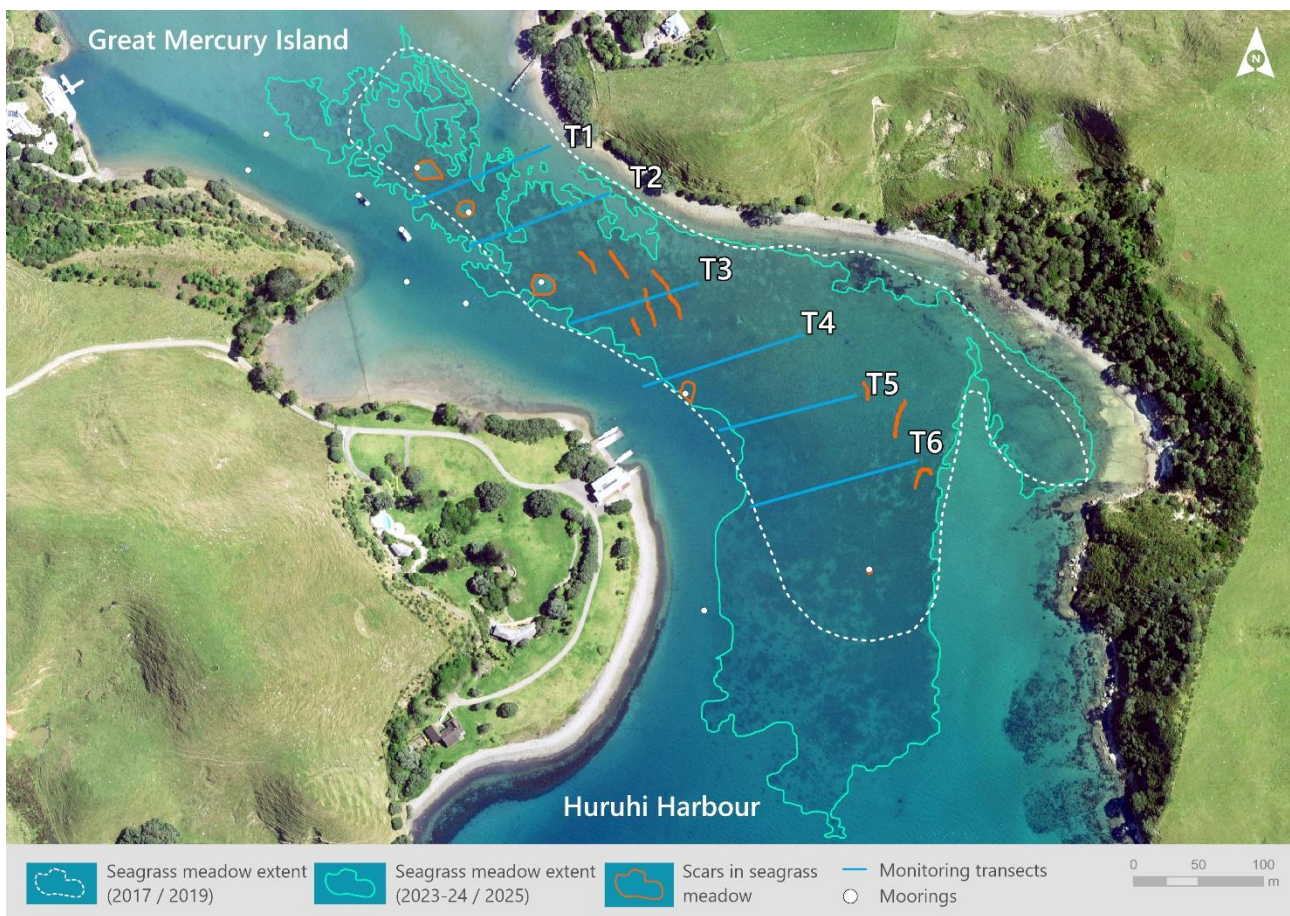 Great Mercury Island
N
T1
T2
T3
T4
T5
T6
Huruhi Harbour
Seagrass meadow extent
(2017 / 2019)
Seagrass meadow extent
(2023-24 / 2025)
Scars in seagrass
meadow
Monitoring transects
Moorings
0 50 100
m